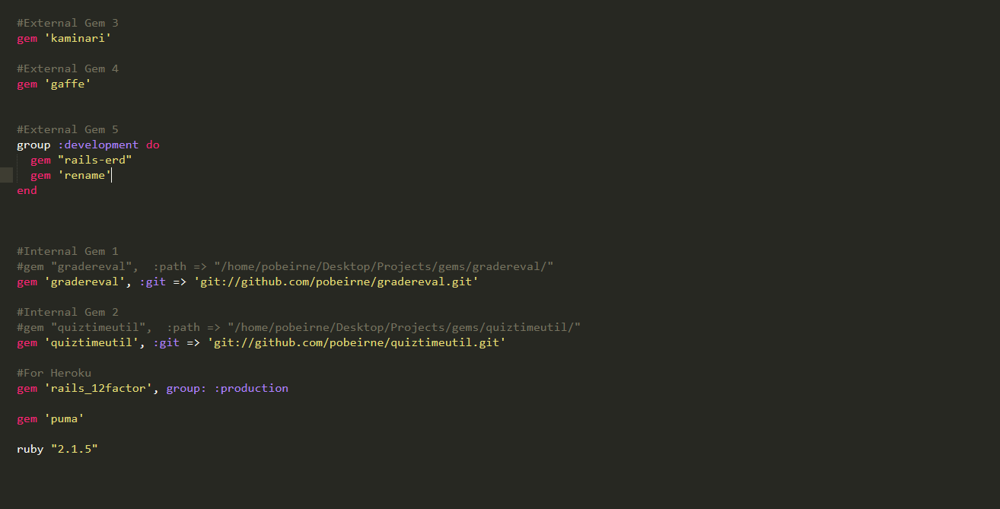 #External Gem 3
gem 'kaminari'
#External Gem 4
gem 'gaffe'
#External Gem 5
group :development do
  gem "rails-erd"
  gem 'rename'
end
#Internal Gem 1
#gem "gradereval",  :path => "/home/pobeirne/Desktop/Projects/gems/gradereval/"
gem 'gradereval', :git => 'git://github.com/pobeirne/gradereval.git'
#Internal Gem 2
#gem "quiztimeutil",  :path => "/home/pobeirne/Desktop/Projects/gems/quiztimeutil/"
gem 'quiztimeutil', :git => 'git://github.com/pobeirne/quiztimeutil.git'
#For Heroku
gem 'rails_12factor', group: :production
gem 'puma'
ruby "2.1.5"